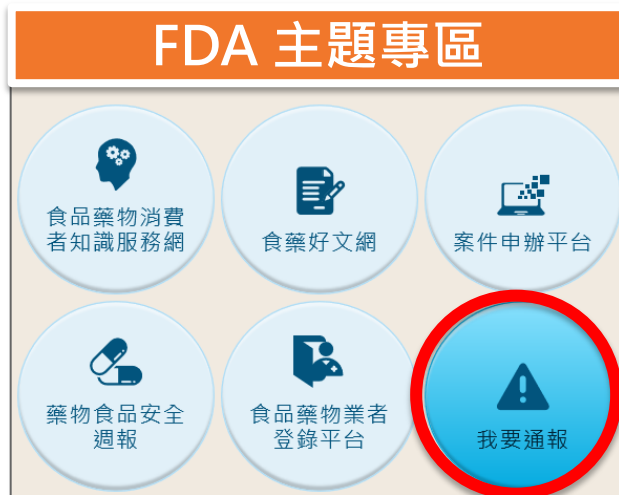 FDA 主題專區
食品藥物消費
者知識服務網
食藥好文網
案件申辦平台
藥物食品安全
週報
食品藥物業者
登錄平台
我要通報